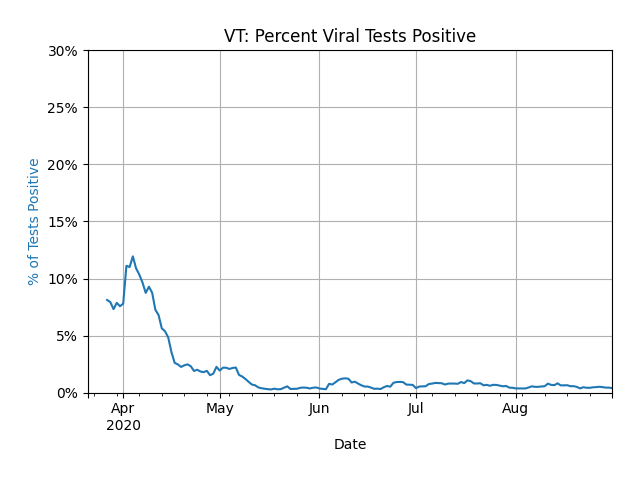 VT: Percent Viral Tests Positive
30%
25%
20%
15%
10%
5%
0%
% of Tests Positive
Apr May Jun Jul Aug
2020
Date